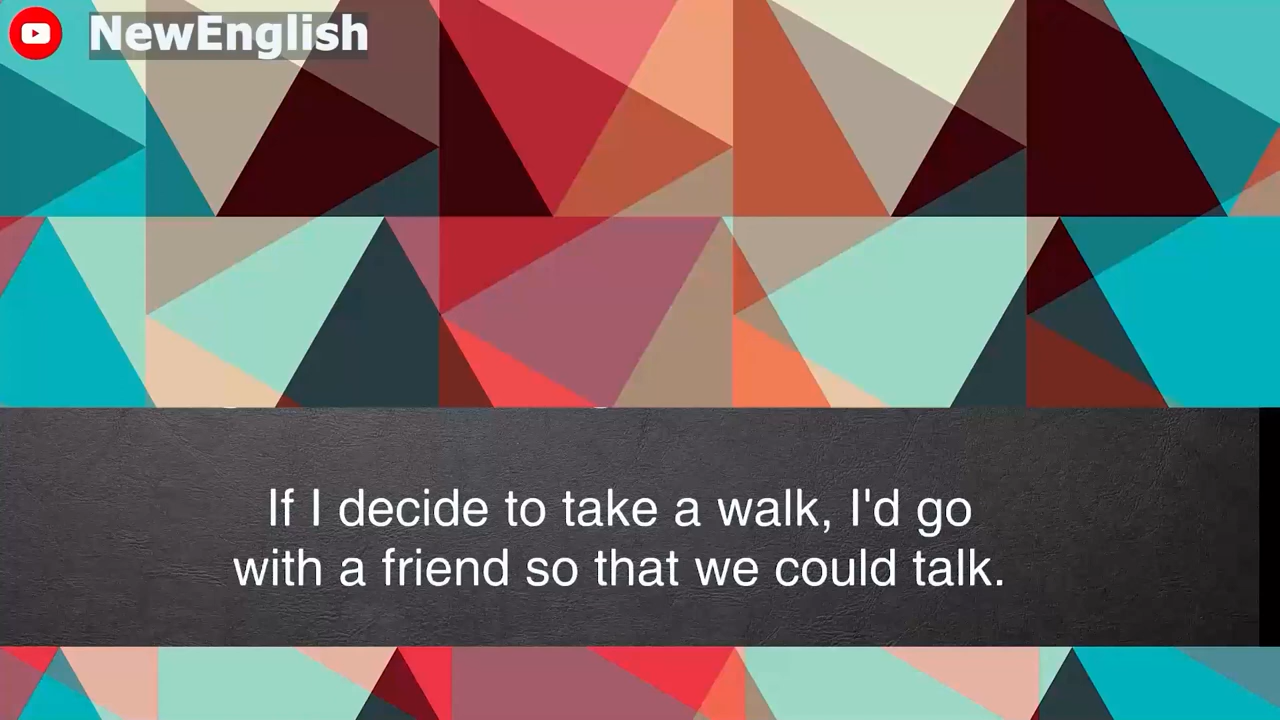 NewEnglish
If I decide to take a walk, I'd go
with a friend so that we could talk.